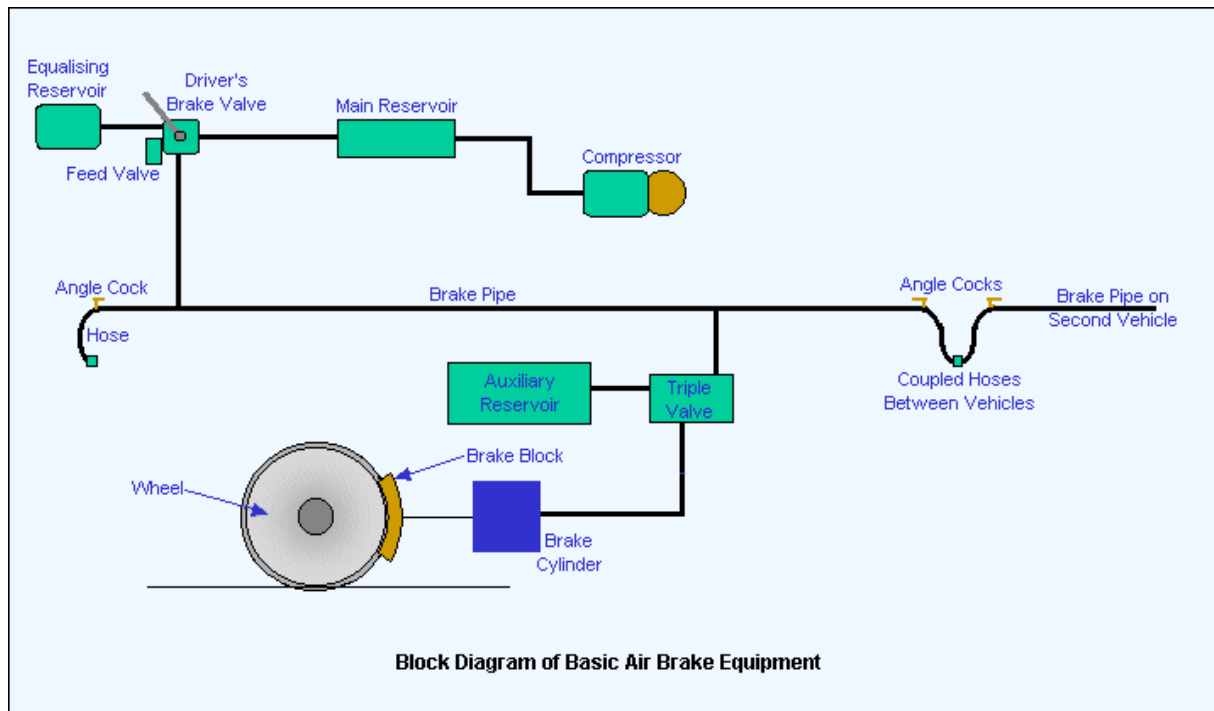 Equalising
Reservoir
Driver's
Brake Valve
Main Reservoir
Feed Valve
Compressor
Angle Cock
Brake Pipe
Angle Cocks
Brake Pipe on
Second Vehicle
Hose
Auxiliary
Reservoir
Triple
Valve
Coupled Hoses
Between Vehicles
Brake Block
Wheel
Brake
Cylinder
Block Diagram of Basic Air Brake Equipment